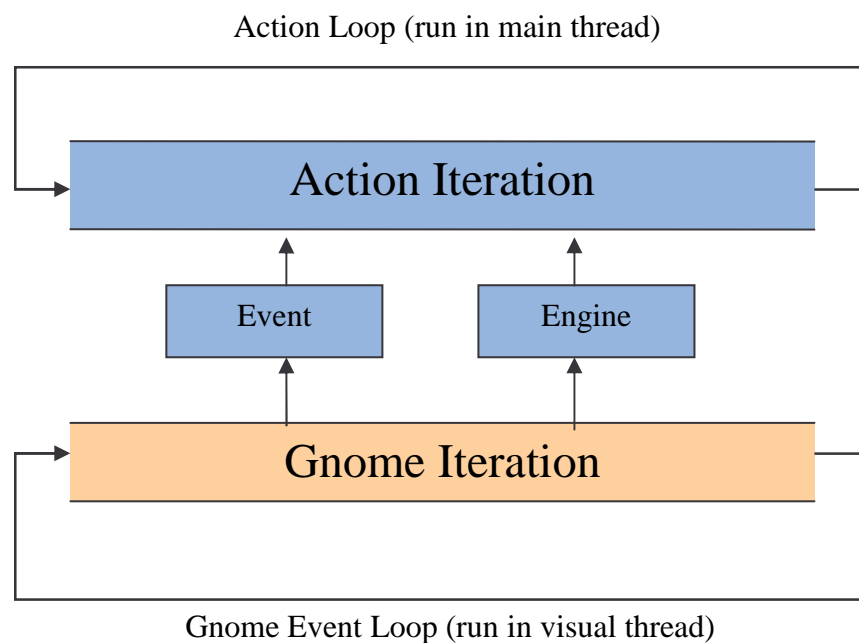 Action Loop (run in main thread)
Action Iteration
Event
Engine
Gnome Iteration
Gnome Event Loop (run in visual thread)